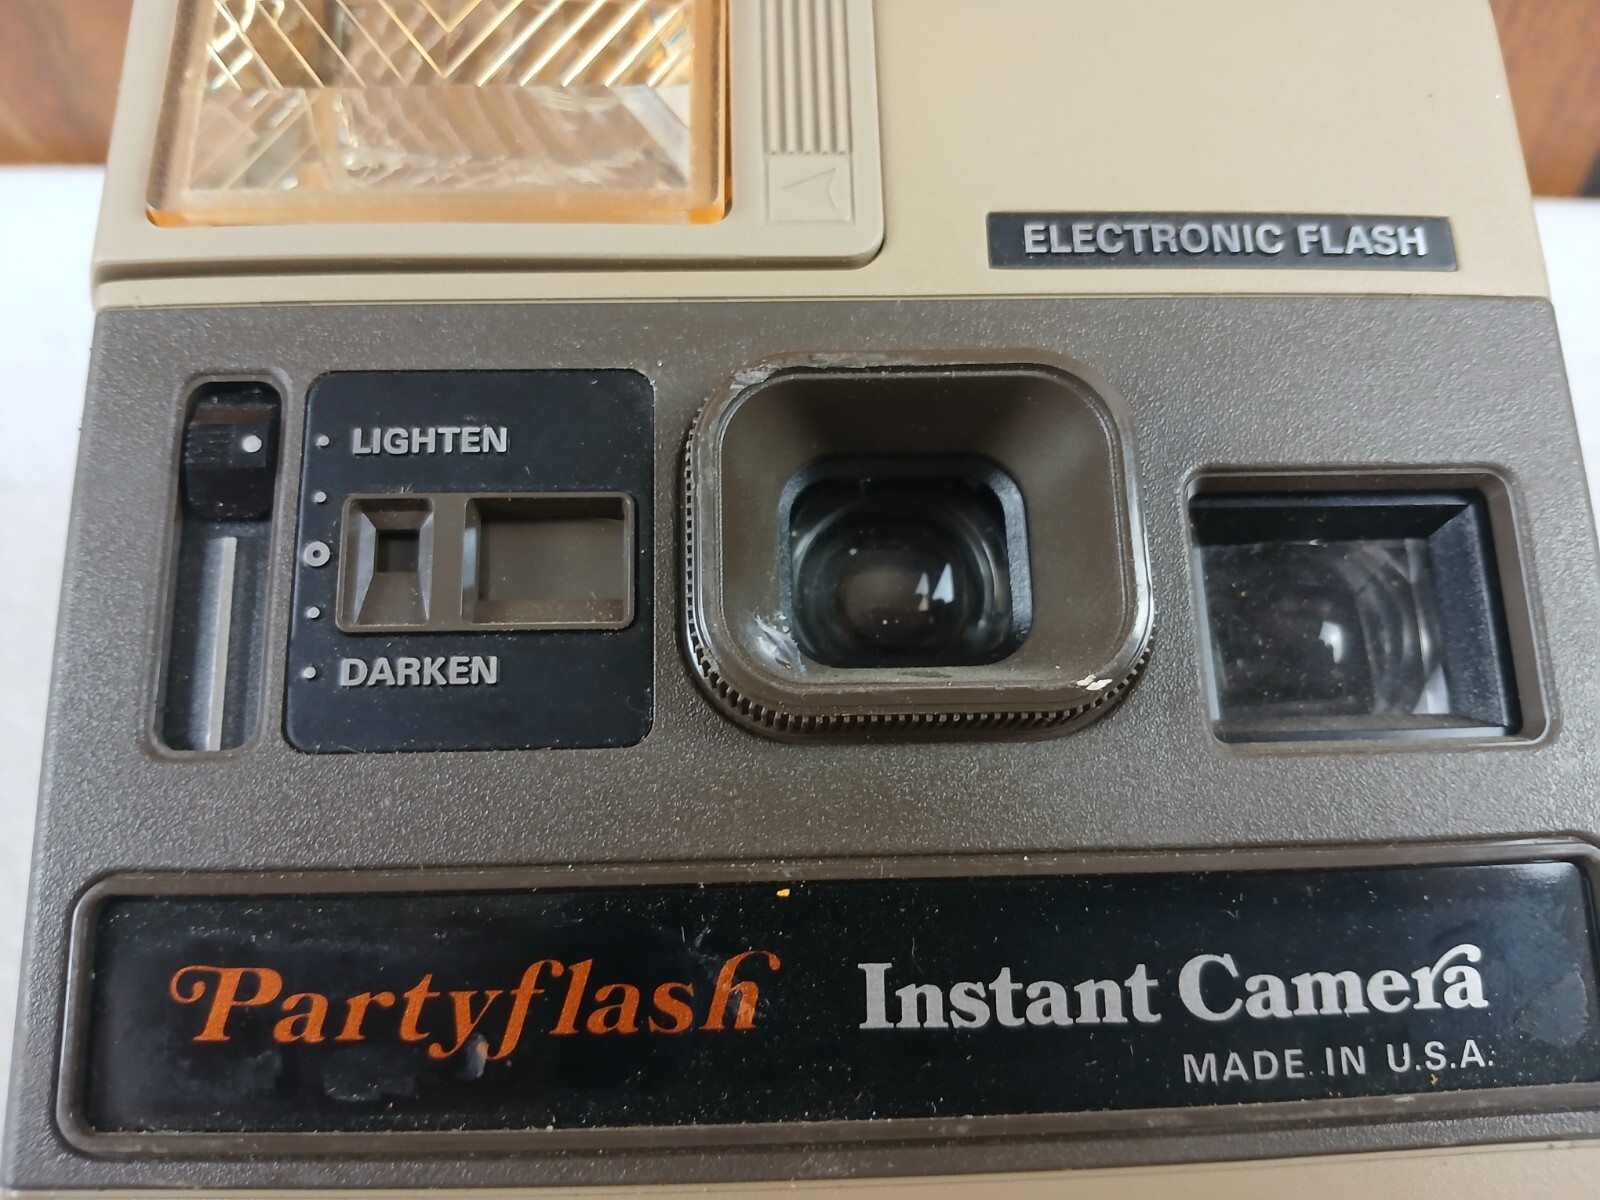 ELECTRONIC FLASH
LIGHTEN
DARKEN
Partyflash Instant Camera
MADE IN U.S.A.